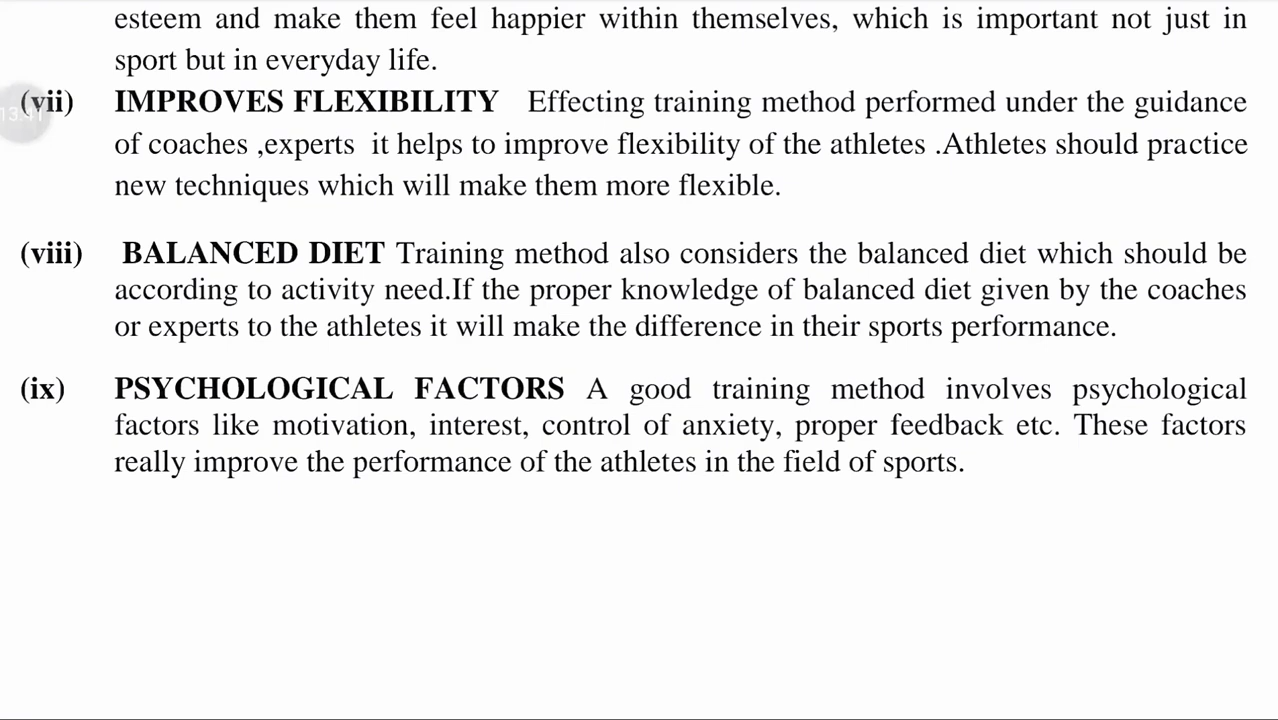 esteem and make them feel happier within themselves, which is important not just in
sport but in everyday life.
(vii) IMPROVES FLEXIBILITY Effecting training method performed under the guidance
of coaches ,experts it helps to improve flexibility of the athletes .Athletes should practice
new techniques which will make them more flexible.
(viii) BALANCED DIET Training method also considers the balanced diet which should be
according to activity need.If the proper knowledge of balanced diet given by the coaches
or experts to the athletes it will make the difference in their sports performance.
(ix) PSYCHOLOGICAL FACTORS A good training method involves psychological
factors like motivation, interest, control of anxiety, proper feedback etc. These factors
really improve the performance of the athletes in the field of sports.